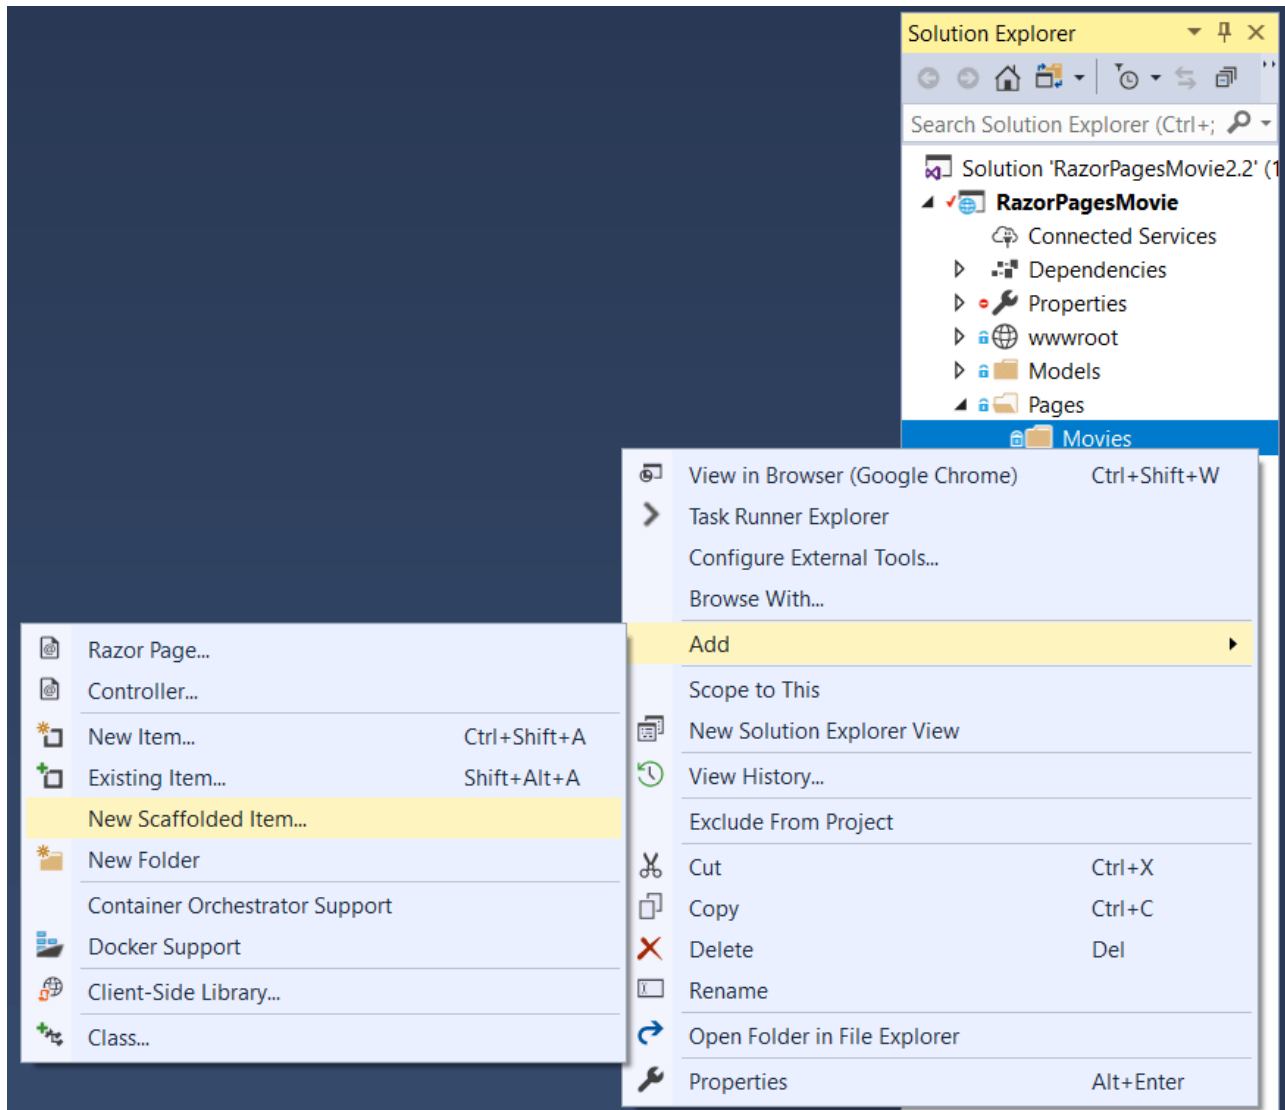 Solution Explorer
Search Solution Explorer (Ctrl+;
Solution 'RazorPagesMovie2.2' (1
RazorPagesMovie
Connected Services
Dependencies
Properties
wwwroot
Models
Pages
Movies
View in Browser (Google Chrome) Ctrl+Shift+W
Task Runner Explorer
Configure External Tools...
Browse With...
Add
Scope to This
New Solution Explorer View
View History...
Exclude From Project
Cut Ctrl+X
Copy Ctrl+C
Delete Del
Rename
Open Folder in File Explorer
Properties Alt+Enter
Razor Page...
Controller...
New Item... Ctrl+Shift+A
Existing Item... Shift+Alt+A
New Scaffolded Item...
New Folder
Container Orchestrator Support
Docker Support
Client-Side Library...
Class...